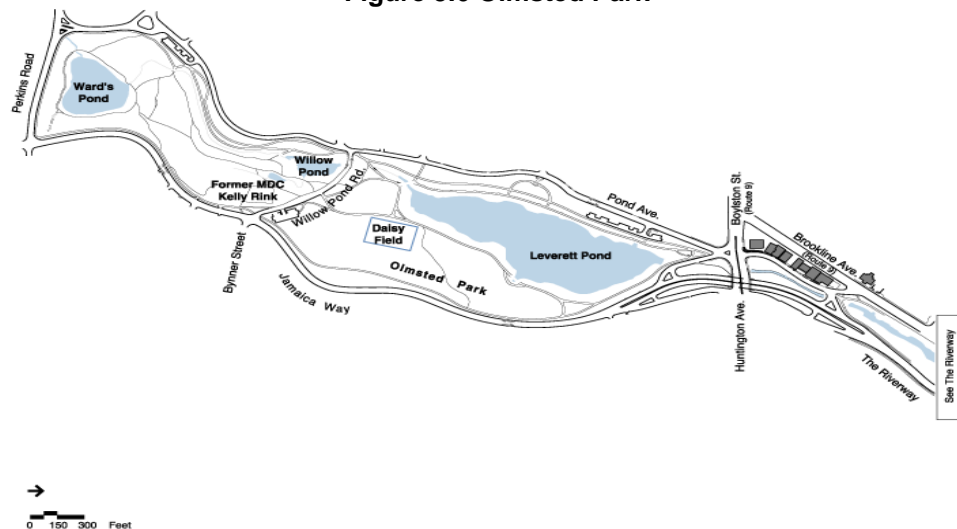 Figure Olmsted Park
Perkins Road
Ward's
Pond
Willow
Pond
Former MDC
Kelly Rink
Willow Pond Rd.
Bynner Street
Jamaica Way
Daisy
Field
Olmsted Park
Leverett Pond
Pond Ave.
Boylston St.
(Route 9)
Brookline Ave.
(Route 9)
Huntington Ave.
The Riverway
See The Riverway
0 150 300 Feet